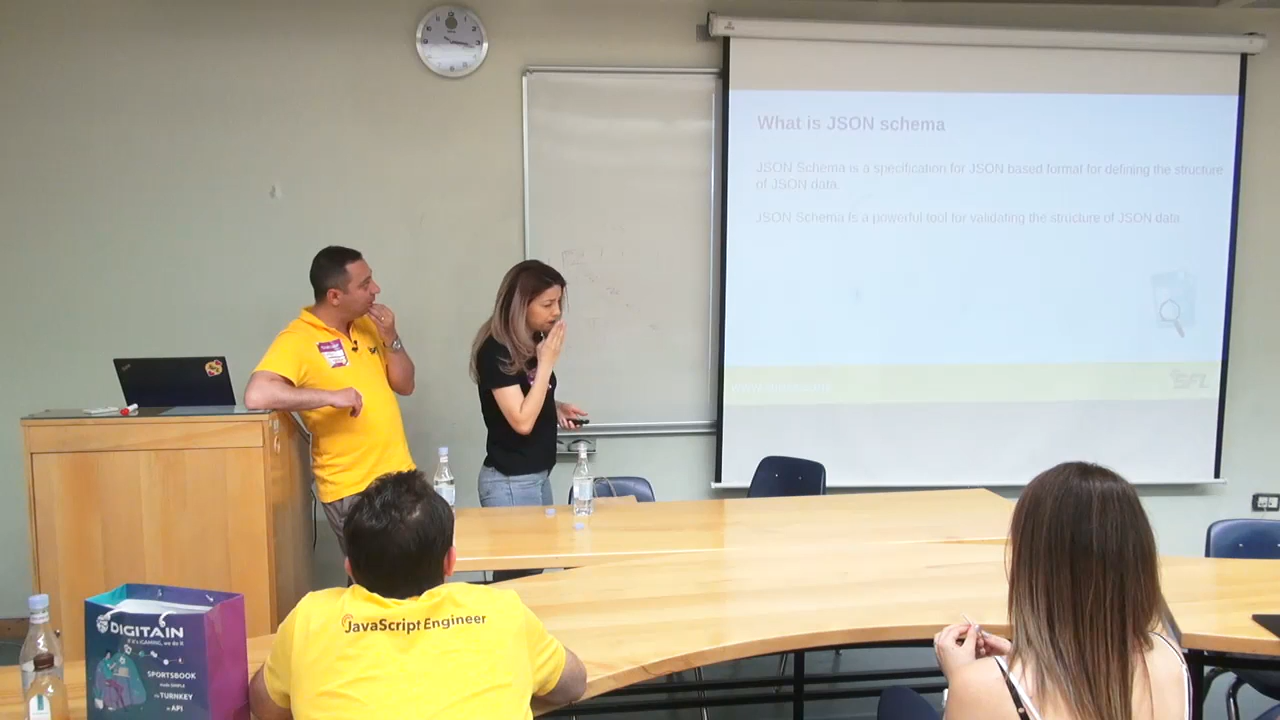 What is JSON schema
JSON Schema is a specification for JSON based format for defining the structure
of JSON data.
JSON Schema is a powerful tool for validating the structure of JSON data
SFL
JavaScript Engineer
DIGITAIN
SPORTSBOOK
made SIMPLE
TURNKEY
API